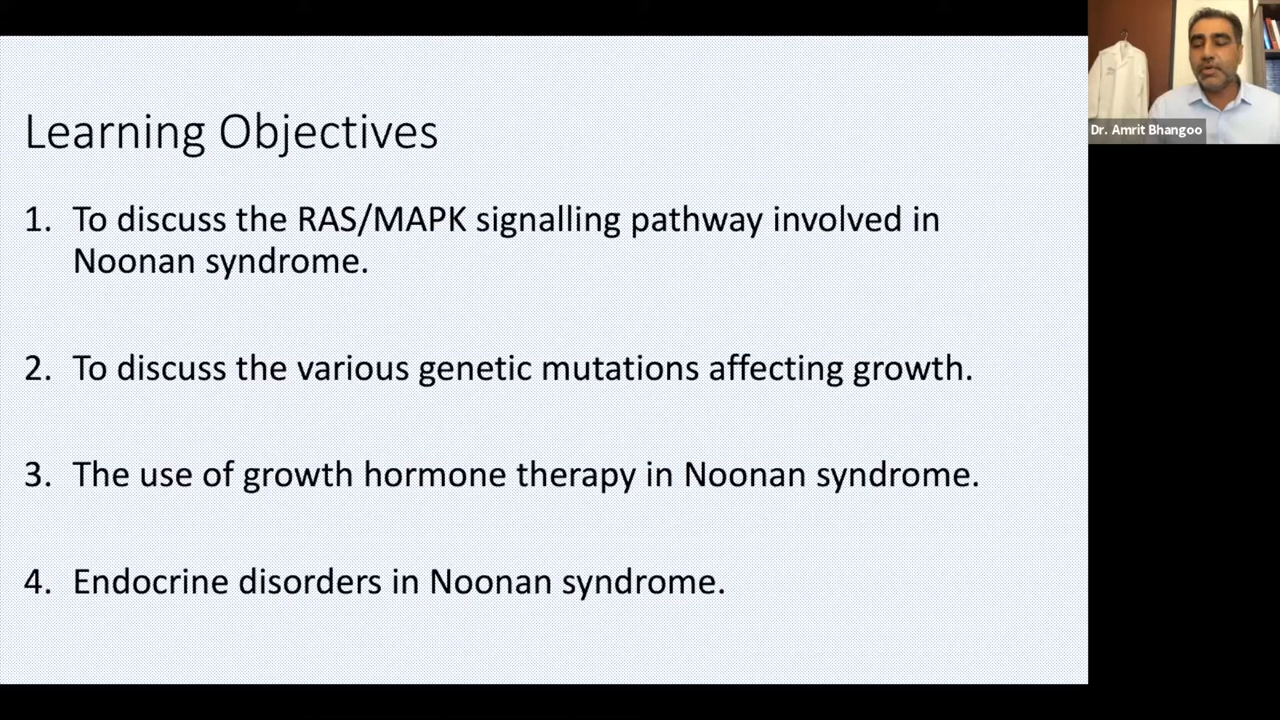 Learning Objectives
1. To discuss the RAS/MAPK signalling pathway involved in
Noonan syndrome.
2. To discuss the various genetic mutations affecting growth.
3. The use of growth hormone therapy in Noonan syndrome.
4. Endocrine disorders in Noonan syndrome.
Dr. Amrit Bhangoo